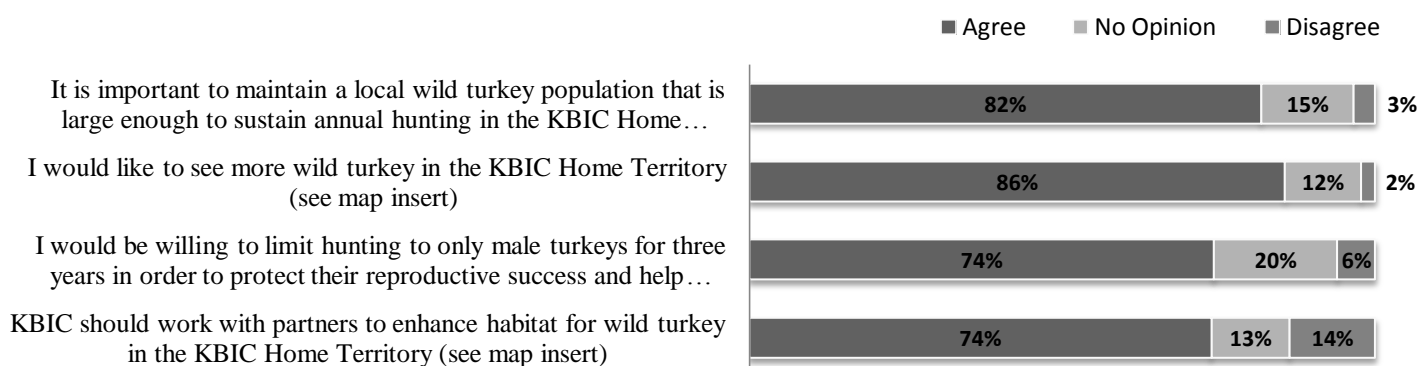 Agree No Opinion Disagree
It is important to maintain a local wild turkey population that is
large enough to sustain annual hunting in the KBIC Home…
82% 15% 3%
I would like to see more wild turkey in the KBIC Home Territory
(see map insert)
86% 12% 2%
I would be willing to limit hunting to only male turkeys for three
years in order to protect their reproductive success and help…
74% 20% 6%
KBIC should work with partners to enhance habitat for wild turkey
in the KBIC Home Territory (see map insert)
74% 13% 14%